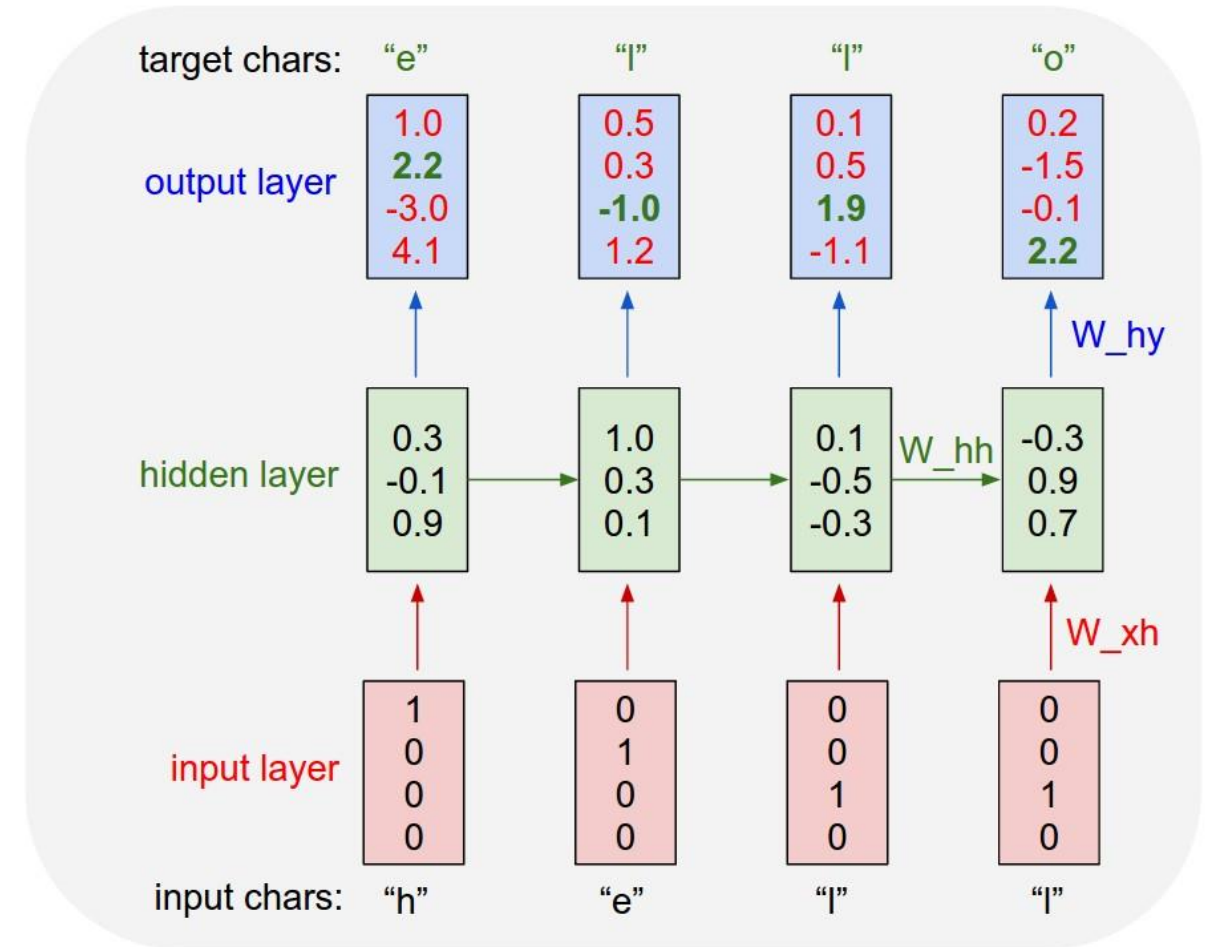 target chars: “e” “l” “l” “o”
1.0 0.5 0.1 0.2
2.2 0.3 0.5 -1.5
output layer
-3.0 -1.0 1.9 -0.1
4.1 1.2 -1.1 2.2
W_hy
0.3 1.0 0.1 -0.3
W_hh
hidden layer -0.1 0.3 -0.5 0.9
0.9 0.1 -0.3 0.7
W_xh
1 0 0 0
0 1 0 0
input layer
0 0 1 1
0 0 0 0
input chars: “h” “e” “l” “l”